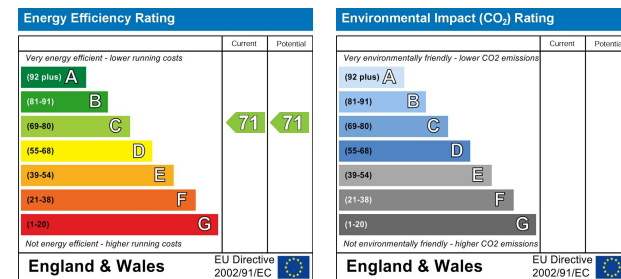 Energy Efficiency Rating
Current Potential
Very energy efficient - lower running costs
(92 plus) A
(81-91) B
(69-80) C
71 71
(55-68) D
(39-54) E
(21-38) F
(1-20) G
Not energy efficient - higher running costs
England & Wales
EU Directive
2002/91/EC
Environmental Impact (CO₂) Rating
Current Potential
Very environmentally friendly - lower CO2 emissions
(92 plus) A
(81-91) B
(69-80) C
(55-68) D
(39-54) E
(21-38) F
(1-20) G
Not environmentally friendly - higher CO2 emissions
England & Wales
EU Directive
2002/91/EC